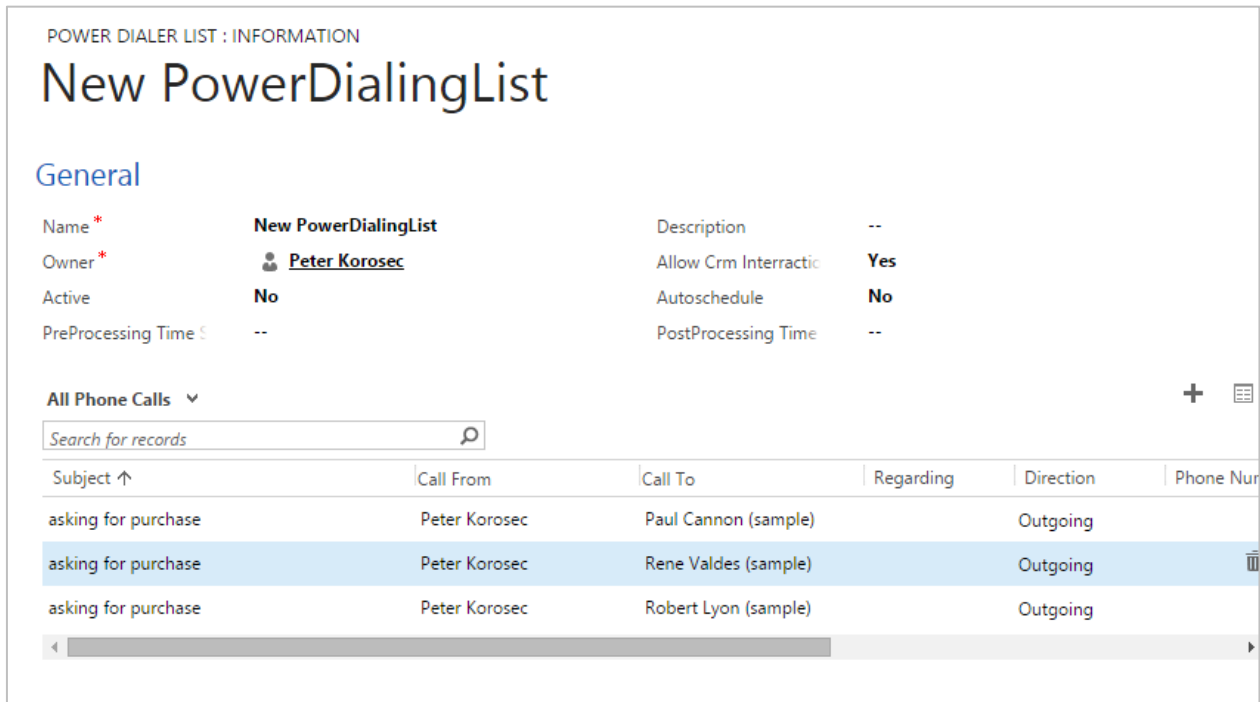 POWER DIALER LIST : INFORMATION
New PowerDialingList
General
Name * New PowerDialingList Description --
Owner * Peter Korosec Allow Crm Interractic Yes
Active No Autoschedule No
PreProcessing Time S -- PostProcessing Time --
All Phone Calls
Search for records
Subject Call From Call To Regarding Direction Phone Nur
asking for purchase Peter Korosec Paul Cannon (sample) Outgoing
asking for purchase Peter Korosec Rene Valdes (sample) Outgoing
asking for purchase Peter Korosec Robert Lyon (sample) Outgoing